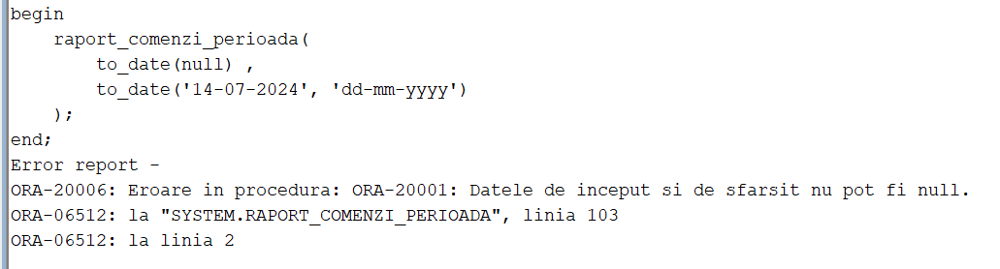 begin
    raport_comenzi_perioada(
        to_date(null) ,
        to_date('14-07-2024', 'dd-mm-yyyy')
    );
end;
Error report -
ORA-20006: Eroare in procedura: ORA-20001: Datele de inceput si de sfarsit nu pot fi null.
ORA-06512: la "SYSTEM.RAPORT_COMENZI_PERIOADA", linia 103
ORA-06512: la linia 2